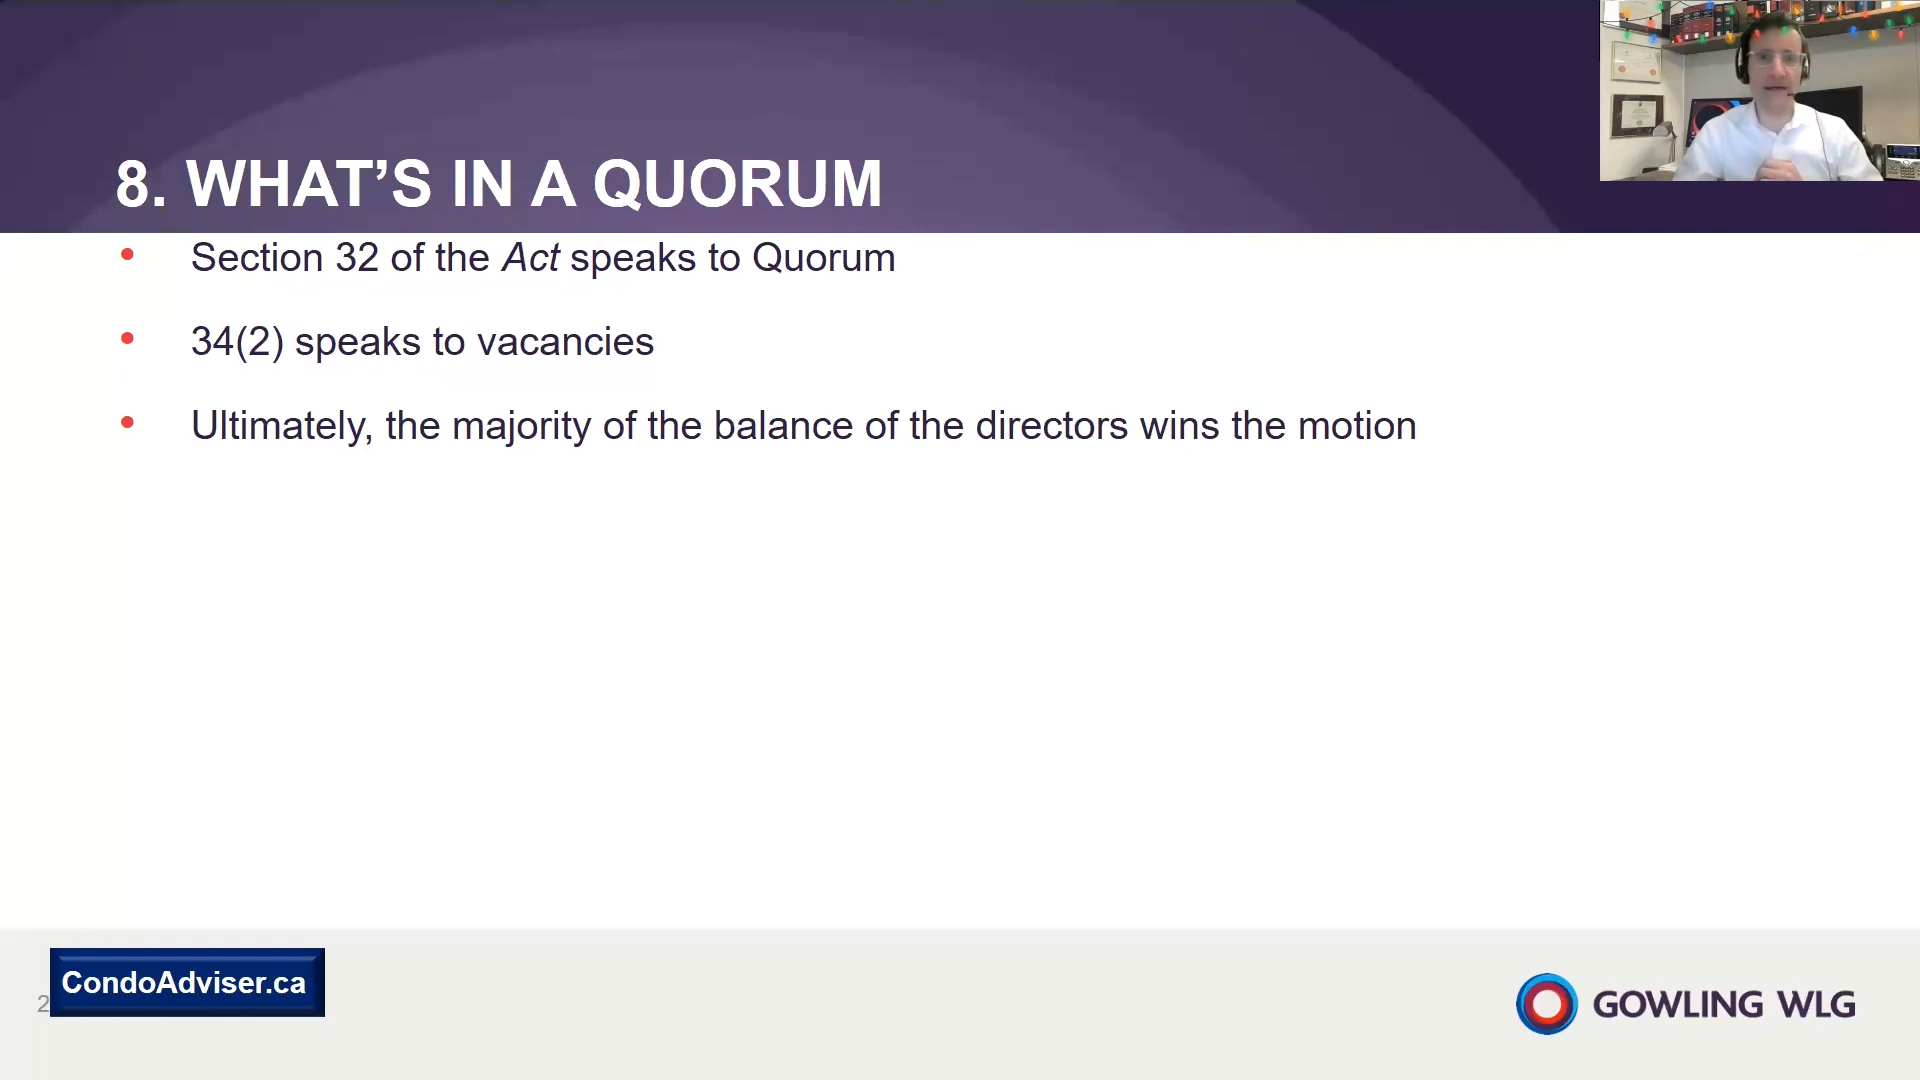 8. WHAT’S IN A QUORUM
• Section 32 of the Act speaks to Quorum
• 34(2) speaks to vacancies
• Ultimately, the majority of the balance of the directors wins the motion
2
CondoAdviser.ca
GOWLING WLG